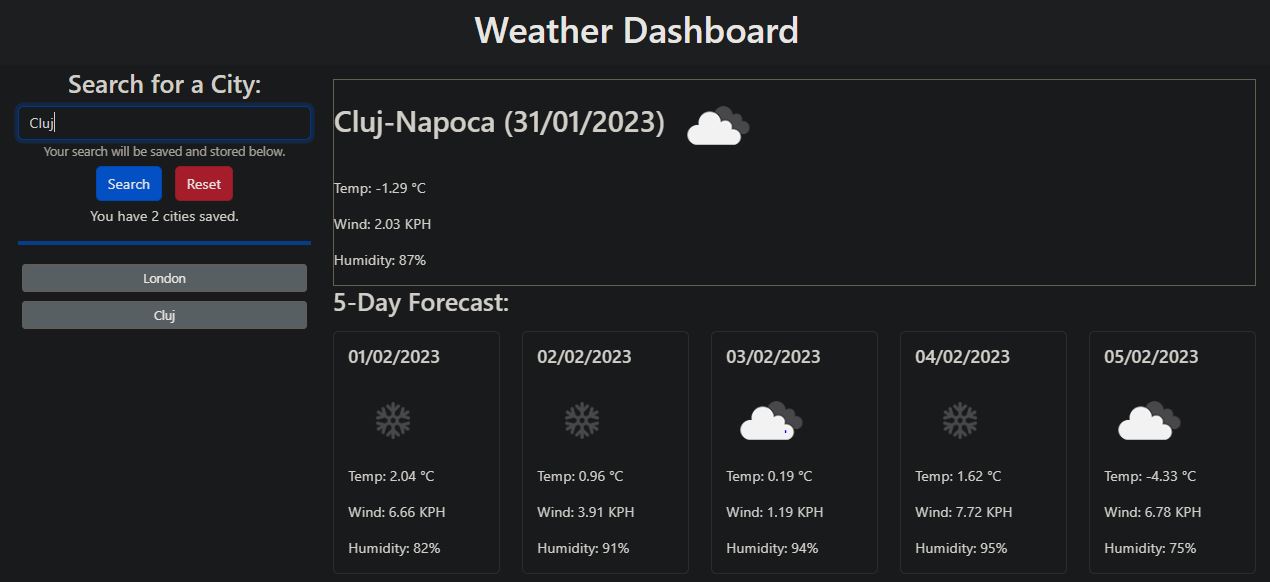 Weather Dashboard
Search for a City:
Cluj
Your search will be saved and stored below.
Search
Reset
You have 2 cities saved.
London
Cluj
Cluj-Napoca (31/01/2023)
Temp: -1.29 °C
Wind: 2.03 KPH
Humidity: 87%
5-Day Forecast:
01/02/2023
Temp: 2.04 °C
Wind: 6.66 KPH
Humidity: 82%
02/02/2023
Temp: 0.96 °C
Wind: 3.91 KPH
Humidity: 91%
03/02/2023
Temp: 0.19 °C
Wind: 1.19 KPH
Humidity: 94%
04/02/2023
Temp: 1.62 °C
Wind: 7.72 KPH
Humidity: 95%
05/02/2023
Temp: -4.33 °C
Wind: 6.78 KPH
Humidity: 75%